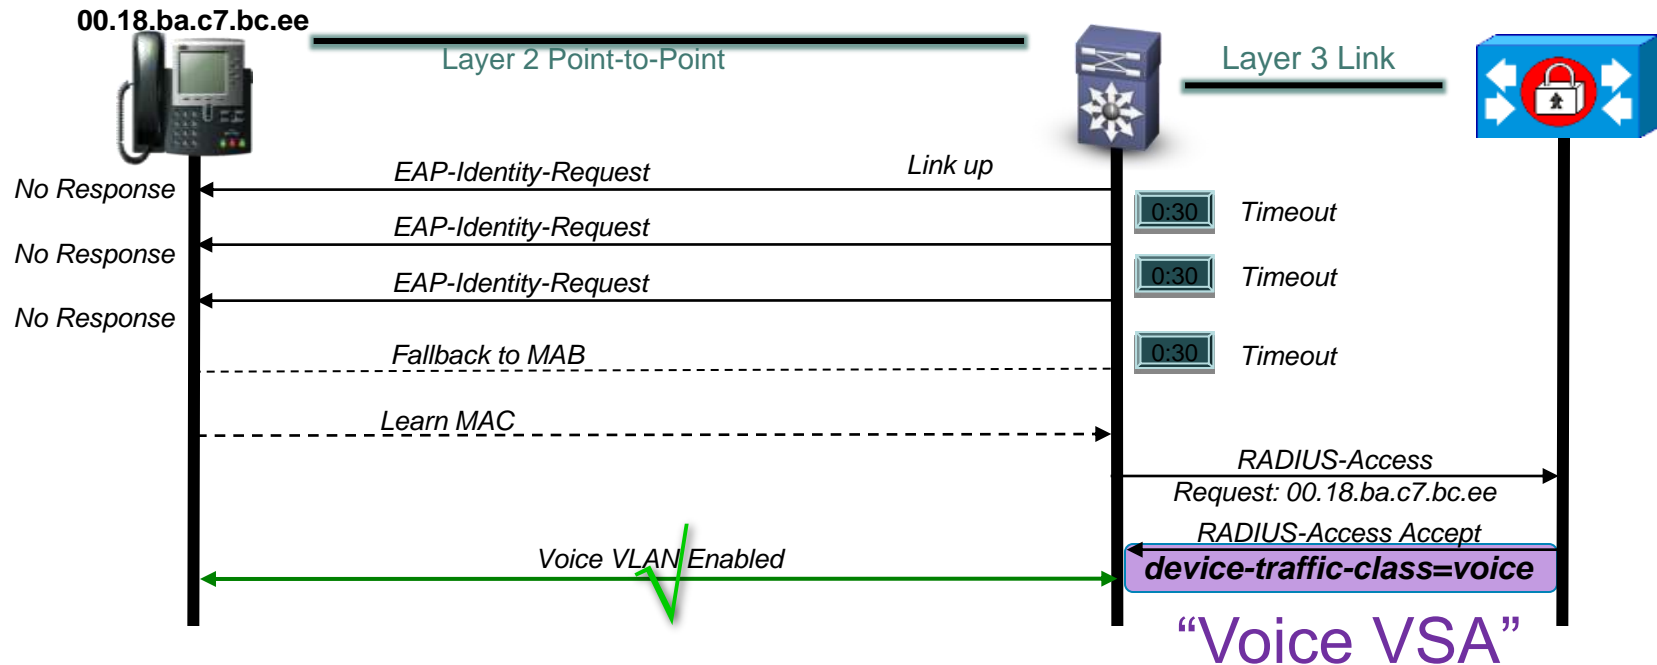 00.18.ba.c7.bc.ee
Layer 2 Point-to-Point
Layer 3 Link
Link up
EAP-Identity-Request
No Response
0:30 Timeout
EAP-Identity-Request
No Response
0:30 Timeout
EAP-Identity-Request
No Response
Fallback to MAB
0:30 Timeout
Learn MAC
RADIUS-Access
Request: 00.18.ba.c7.bc.ee
RADIUS-Access Accept
Voice VLAN Enabled
device-traffic-class=voice
“Voice VSA”